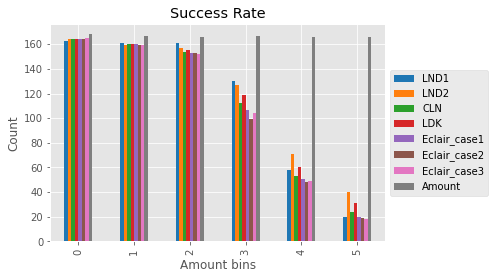 Success Rate
Count
160
140
120
100
80
60
40
20
0
0
1
2
3
4
5
Amount bins
LND1
LND2
CLN
LDK
Eclair_case1
Eclair_case2
Eclair_case3
Amount